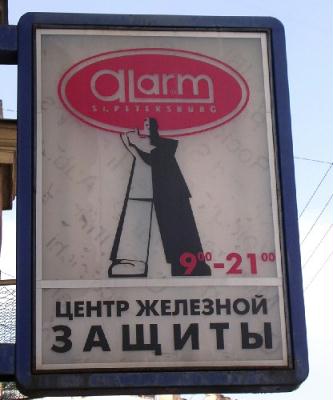 aLarm
ST.PETERSBURG
9⁰⁰-21⁰⁰
ЦЕНТР ЖЕЛЕЗНОЙ
ЗАЩИТЫ